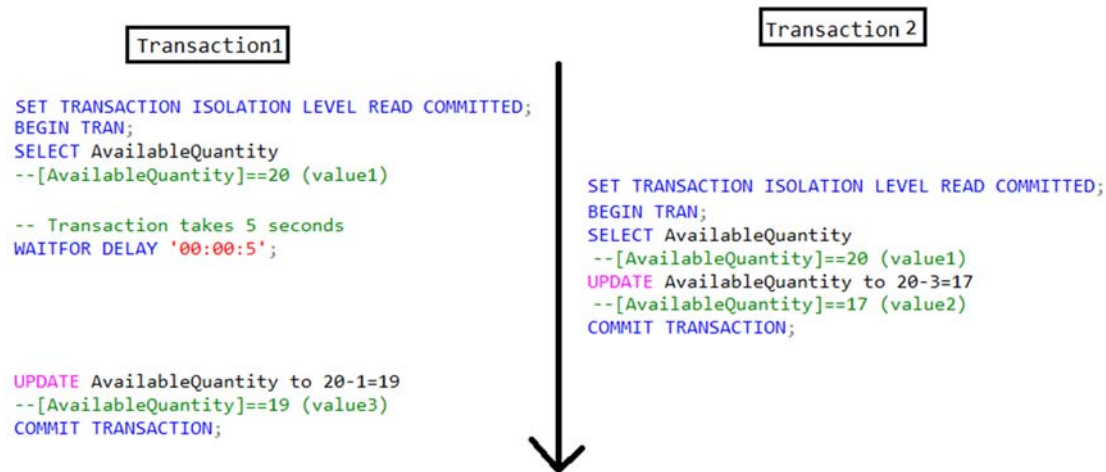 Transaction1
SET TRANSACTION ISOLATION LEVEL READ COMMITTED;
BEGIN TRAN;
SELECT AvailableQuantity
--[AvailableQuantity]==20 (value1)
-- Transaction takes 5 seconds
WAITFOR DELAY '00:00:5';
UPDATE AvailableQuantity to 20-1=19
--[AvailableQuantity]==19 (value3)
COMMIT TRANSACTION;
Transaction 2
SET TRANSACTION ISOLATION LEVEL READ COMMITTED;
BEGIN TRAN;
SELECT AvailableQuantity
--[AvailableQuantity]==20 (value1)
UPDATE AvailableQuantity to 20-3=17
--[AvailableQuantity]==17 (value2)
COMMIT TRANSACTION;